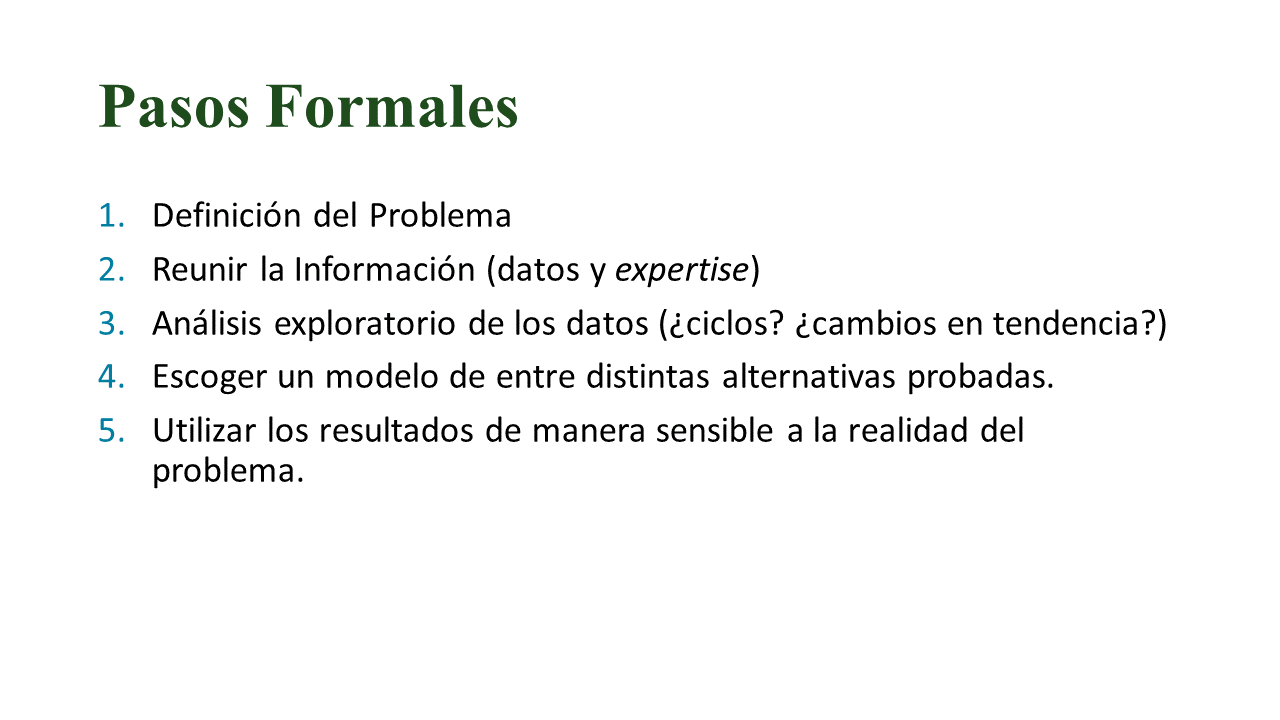 Pasos Formales
1. Definición del Problema
2. Reunir la Información (datos y expertise)
3. Análisis exploratorio de los datos (¿ciclos? ¿cambios en tendencia?)
4. Escoger un modelo de entre distintas alternativas probadas.
5. Utilizar los resultados de manera sensible a la realidad del
problema.